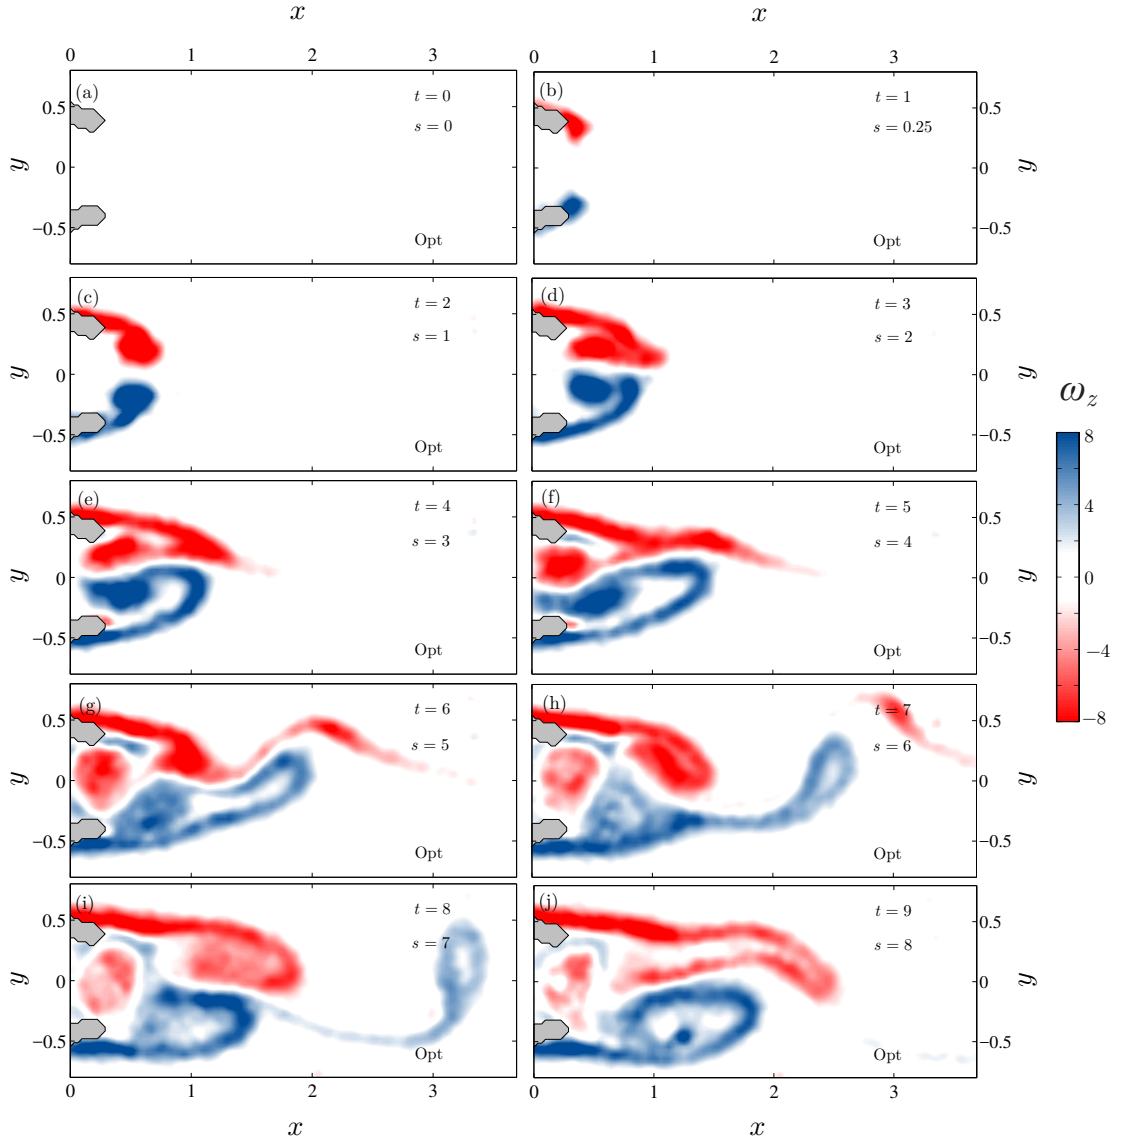 x x
0 1 2 3 0 1 2 3
(a) t = 0 (b) t = 1
0.5 0.5
s = 0 s = 0.25
y 0 0 y
−0.5 −0.5
Opt Opt
(c) t = 2 (d) t = 3
0.5 0.5
s = 1 s = 2
y 0 0 y
−0.5 −0.5
Opt Opt
ω_z
8
4
0
−4
−8
(e) t = 4 (f) t = 5
0.5 0.5
s = 3 s = 4
y 0 0 y
−0.5 −0.5
Opt Opt
(g) t = 6 (h) t = 7
0.5 0.5
s = 5 s = 6
y 0 0 y
−0.5 −0.5
Opt Opt
(i) t = 8 (j) t = 9
0.5 0.5
s = 7 s = 8
y 0 0 y
−0.5 −0.5
Opt Opt
0 1 2 3 0 1 2 3
x x